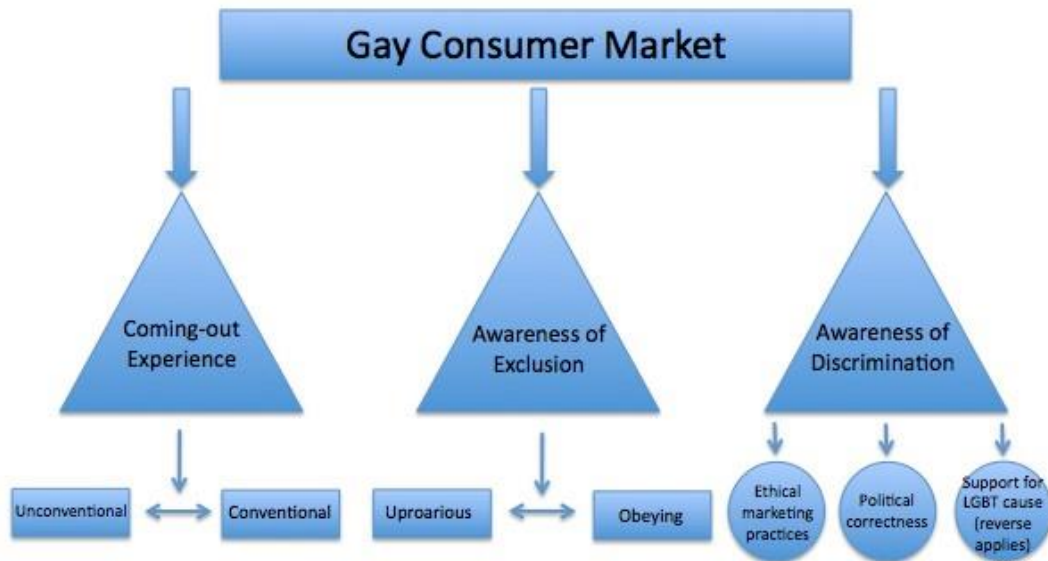 Gay Consumer Market
Coming-out
Experience
Awareness of
Exclusion
Awareness of
Discrimination
Unconventional
Conventional
Uproarious
Obeying
Ethical
marketing
practices
Political
correctness
Support for
LGBT cause
(reverse
applies)